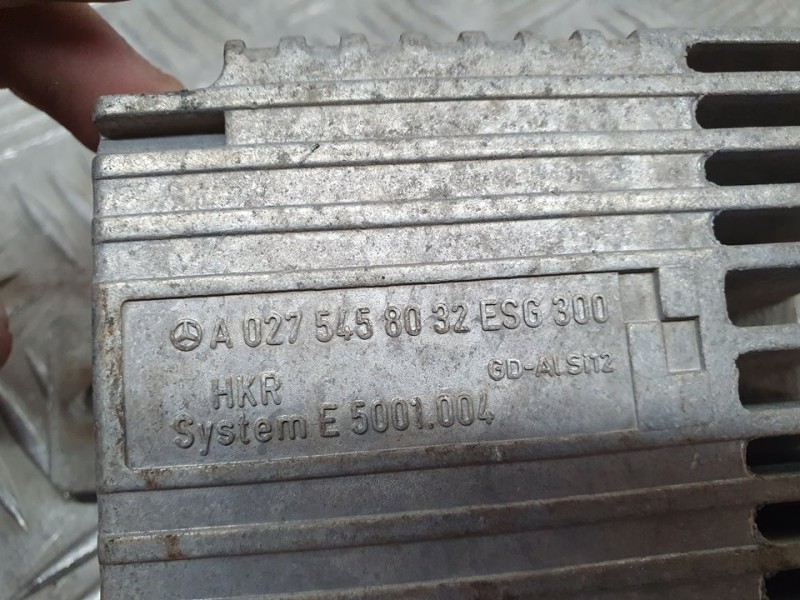 A 027 545 80 32 ESG 300
HKR
GD-AlSi12
System E 5001.004